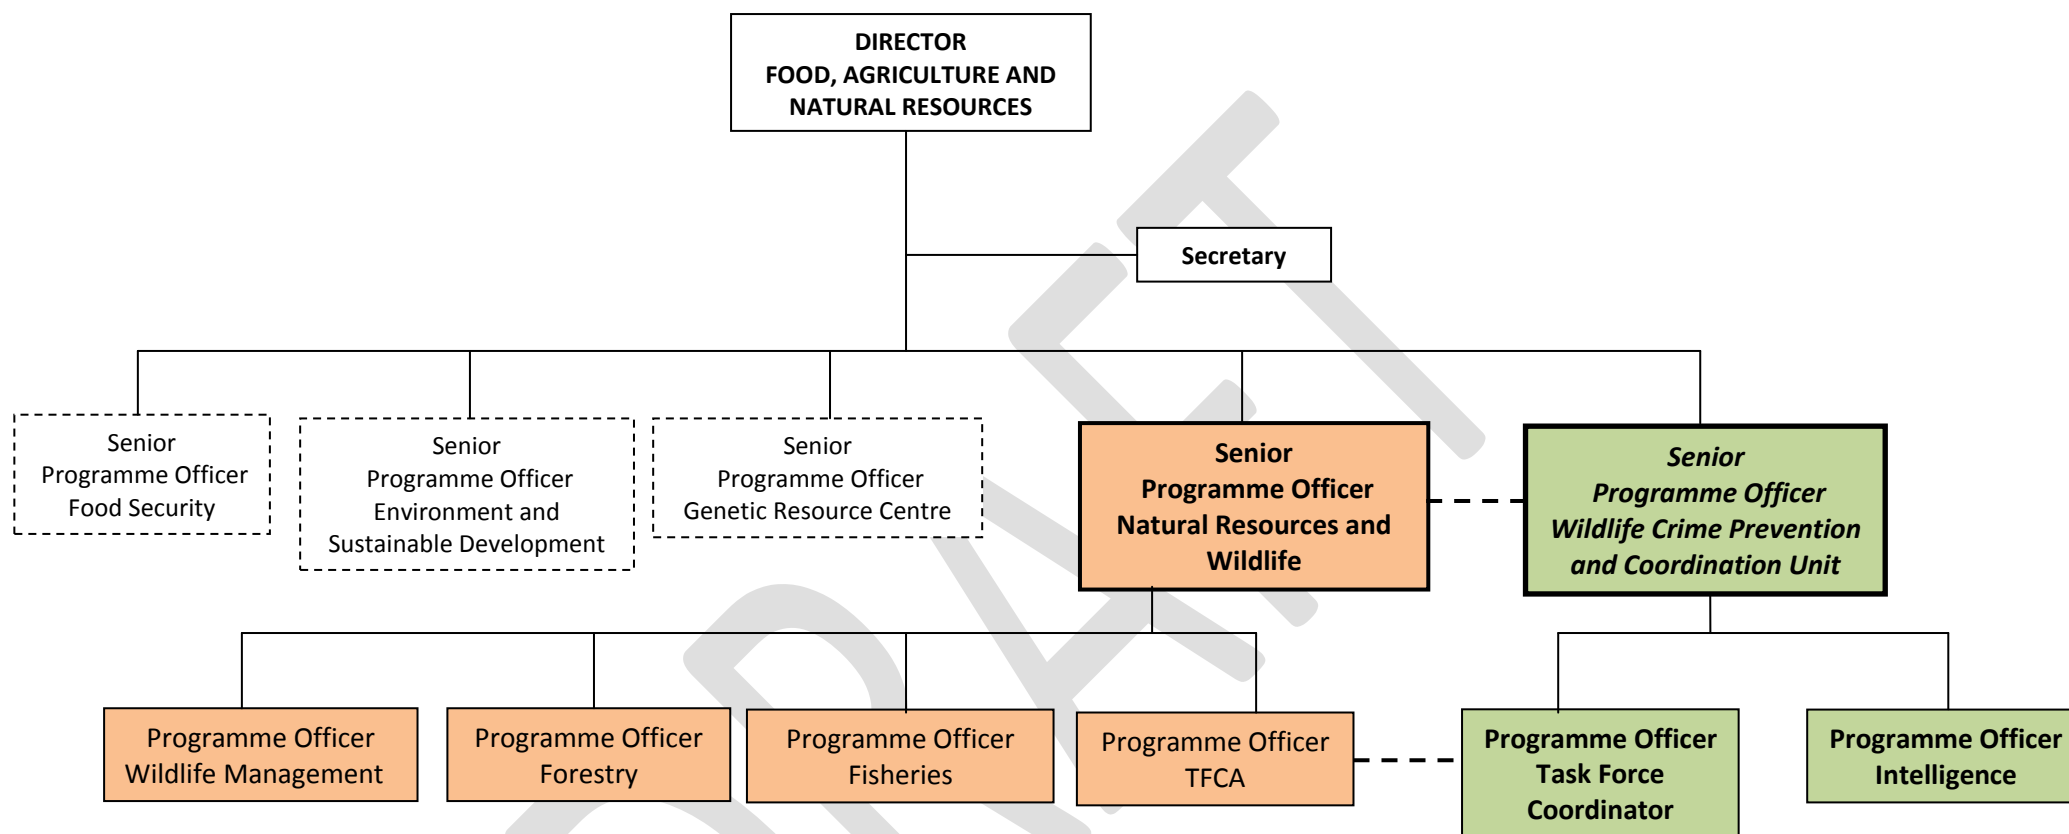 DIRECTOR
FOOD, AGRICULTURE AND
NATURAL RESOURCES
Secretary
Senior
Programme Officer
Food Security
Senior
Programme Officer
Environment and
Sustainable Development
Senior
Programme Officer
Genetic Resource Centre
Senior
Programme Officer
Natural Resources and
Wildlife
Senior
Programme Officer
Wildlife Crime Prevention
and Coordination Unit
Programme Officer
Wildlife Management
Programme Officer
Forestry
Programme Officer
Fisheries
Programme Officer
TFCA
Programme Officer
Task Force
Coordinator
Programme Officer
Intelligence
DRAFT